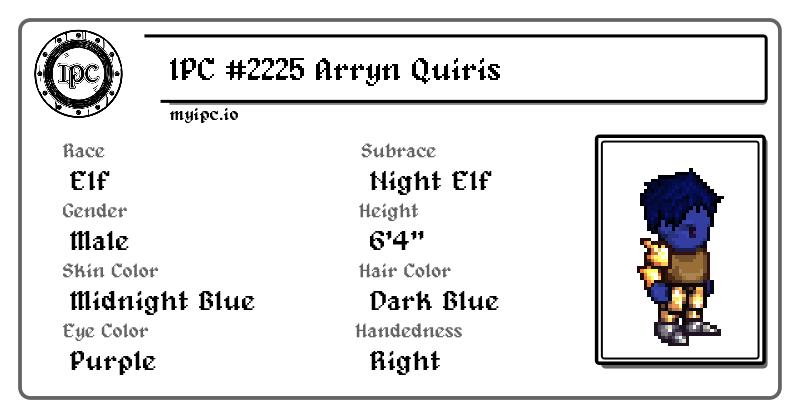 IPC
IPC #2225 Arryn Quiris
myipc.io
Race
Elf
Subrace
Night Elf
Gender
Male
Height
6'4"
Skin Color
Midnight Blue
Hair Color
Dark Blue
Eye Color
Purple
Handedness
Right